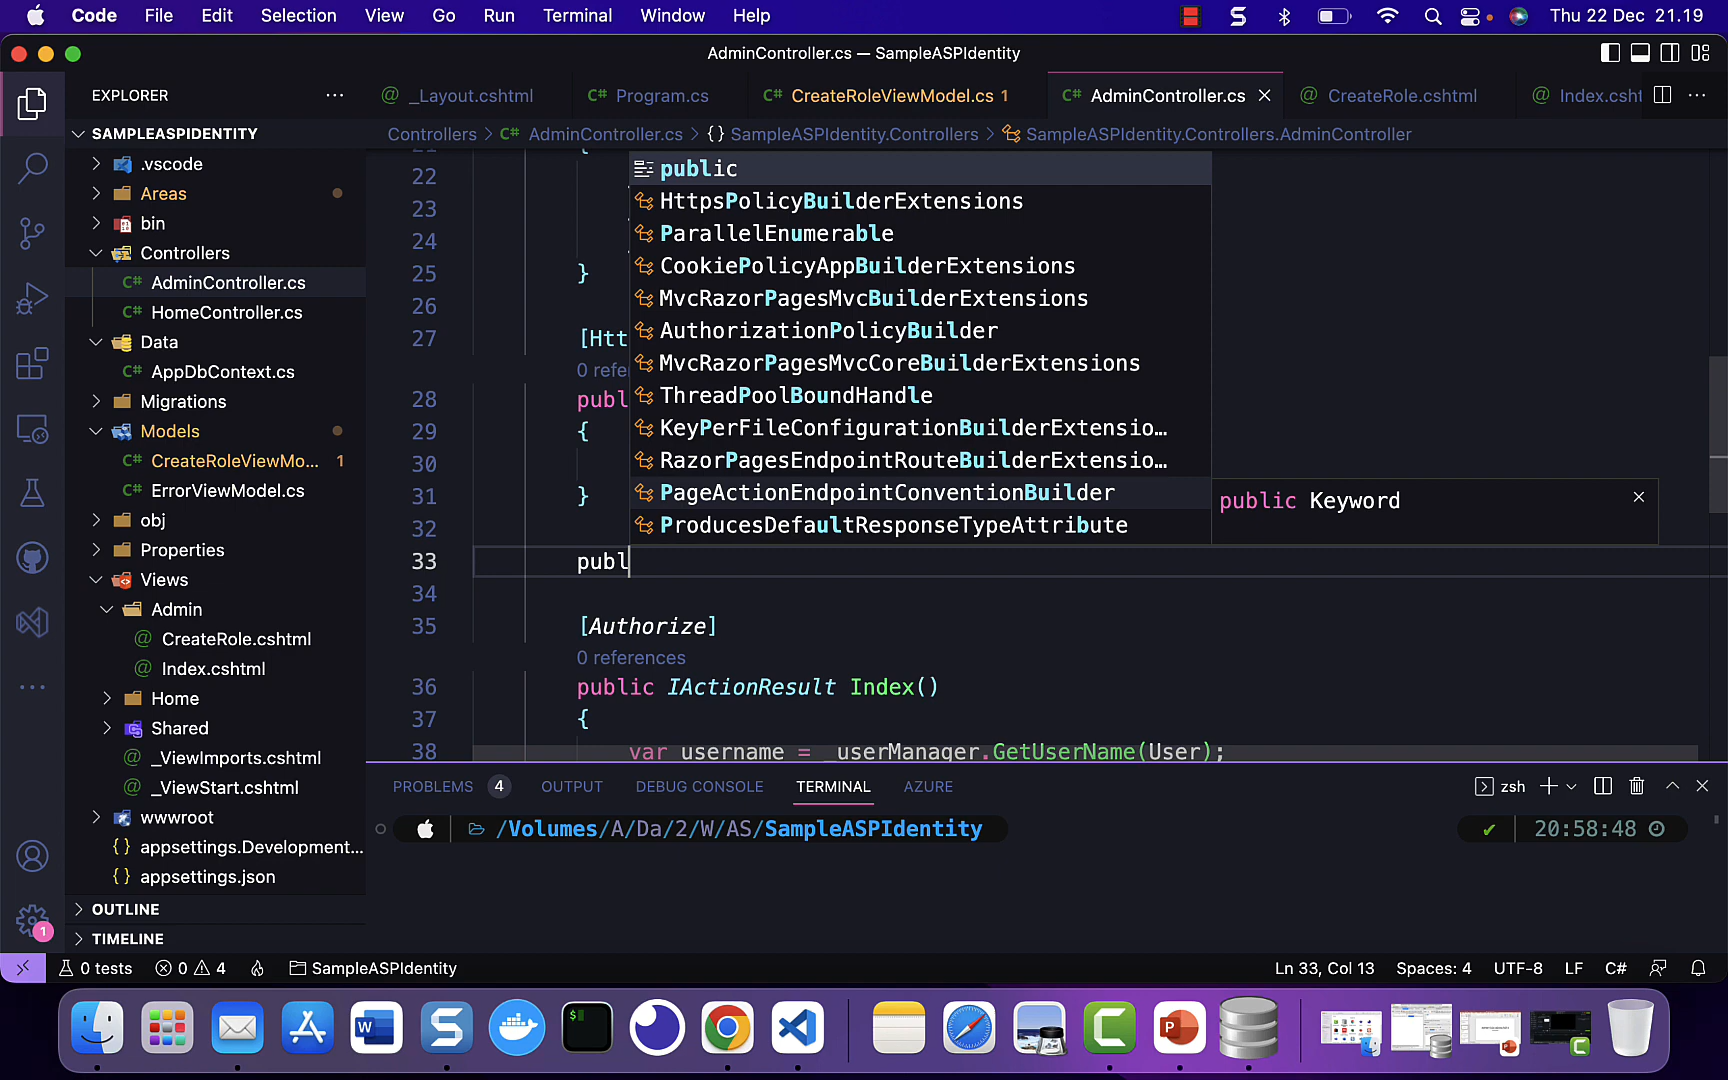 Code File Edit Selection View Go Run Terminal Window Help Thu 22 Dec 21.19
AdminController.cs — SampleASPIdentity
EXPLORER
SAMPLEASPIDENTITY
.vscode
Areas
bin
Controllers
AdminController.cs
HomeController.cs
Data
AppDbContext.cs
Migrations
Models
CreateRoleViewMo... 1
ErrorViewModel.cs
obj
Properties
Views
Admin
CreateRole.cshtml
Index.cshtml
Home
Shared
_ViewImports.cshtml
_ViewStart.cshtml
wwwroot
appsettings.Development...
appsettings.json
OUTLINE
TIMELINE
_Layout.cshtml Program.cs CreateRoleViewModel.cs 1 AdminController.cs CreateRole.cshtml Index.csht
Controllers > AdminController.cs > {} SampleASPIdentity.Controllers > SampleASPIdentity.Controllers.AdminController
22
23
24
25 }
26
27 [Htt
0 refe
28 publ
29 {
30
31 }
32
33 publ
34
35 [Authorize]
0 references
36 public IActionResult Index()
37 {
38 var username = _userManager.GetUserName(User);
public
HttpsPolicyBuilderExtensions
ParallelEnumerable
CookiePolicyAppBuilderExtensions
MvcRazorPagesMvcBuilderExtensions
AuthorizationPolicyBuilder
MvcRazorPagesMvcCoreBuilderExtensions
ThreadPoolBoundHandle
KeyPerFileConfigurationBuilderExtensio...
RazorPagesEndpointRouteBuilderExtensio...
PageActionEndpointConventionBuilder
ProducesDefaultResponseTypeAttribute
public Keyword
PROBLEMS 4 OUTPUT DEBUG CONSOLE TERMINAL AZURE zsh
/Volumes/A/Da/2/W/AS/SampleASPIdentity 20:58:48
1
0 tests 0 4 SampleASPIdentity Ln 33, Col 13 Spaces: 4 UTF-8 LF C#